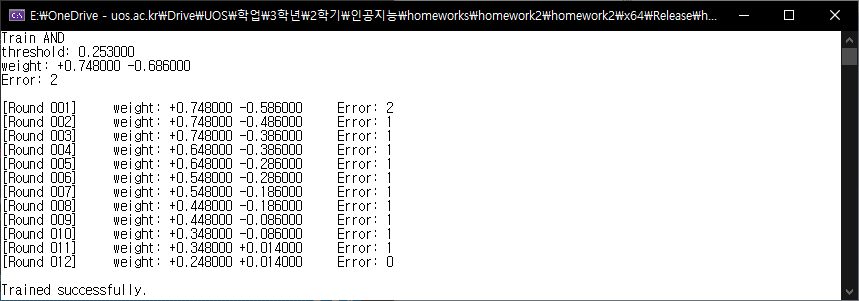 E:\OneDrive - uos.ac.kr\Drive\UOS\학업\3학년\2학기\인공지능\homeworks\homework2\homework2\x64\Release\h...
Train AND
threshold: 0.253000
weight: +0.748000 -0.686000
Error: 2
[Round 001] weight: +0.748000 -0.586000 Error: 2
[Round 002] weight: +0.748000 -0.486000 Error: 1
[Round 003] weight: +0.748000 -0.386000 Error: 1
[Round 004] weight: +0.648000 -0.386000 Error: 1
[Round 005] weight: +0.648000 -0.286000 Error: 1
[Round 006] weight: +0.548000 -0.286000 Error: 1
[Round 007] weight: +0.548000 -0.186000 Error: 1
[Round 008] weight: +0.448000 -0.186000 Error: 1
[Round 009] weight: +0.448000 -0.086000 Error: 1
[Round 010] weight: +0.348000 -0.086000 Error: 1
[Round 011] weight: +0.348000 +0.014000 Error: 1
[Round 012] weight: +0.248000 +0.014000 Error: 0
Trained successfully.